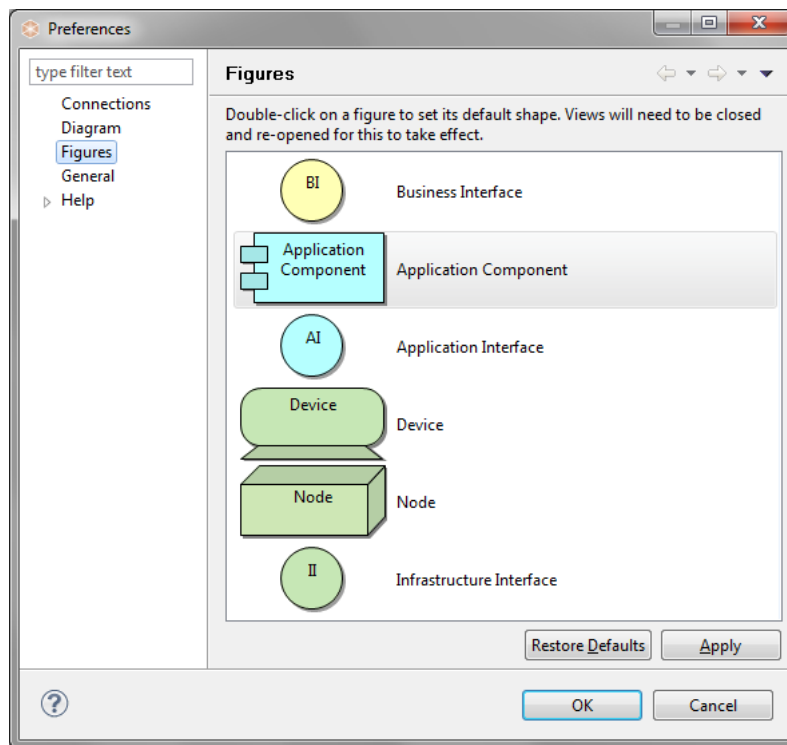 Preferences
type filter text
Connections
Diagram
Figures
General
Help
Figures
Double-click on a figure to set its default shape. Views will need to be closed
and re-opened for this to take effect.
BI
Business Interface
Application
Component
Application Component
AI
Application Interface
Device
Device
Node
Node
II
Infrastructure Interface
Restore Defaults
Apply
?
OK
Cancel